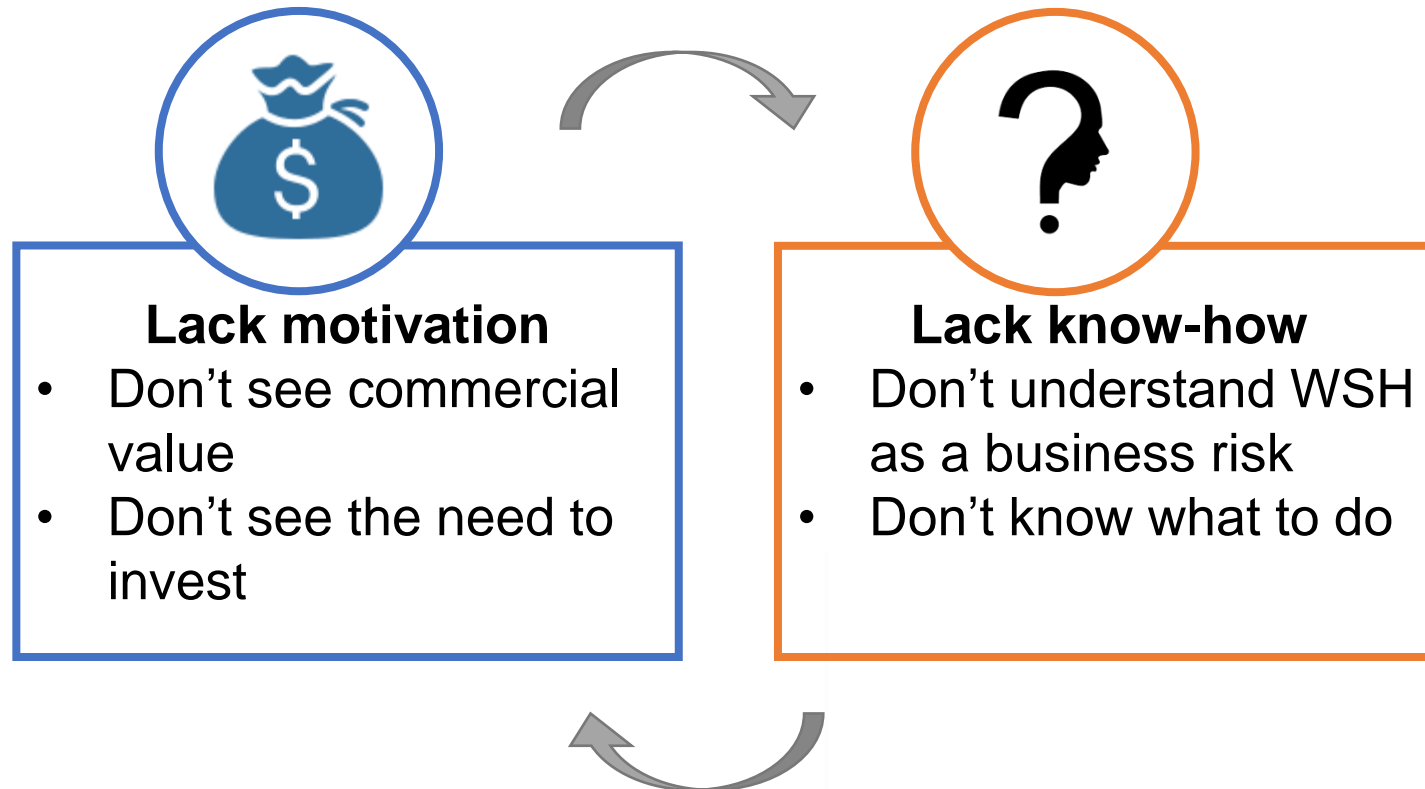 $
Lack motivation
• Don’t see commercial
value
• Don’t see the need to
invest
Lack know-how
• Don’t understand WSH
as a business risk
• Don’t know what to do